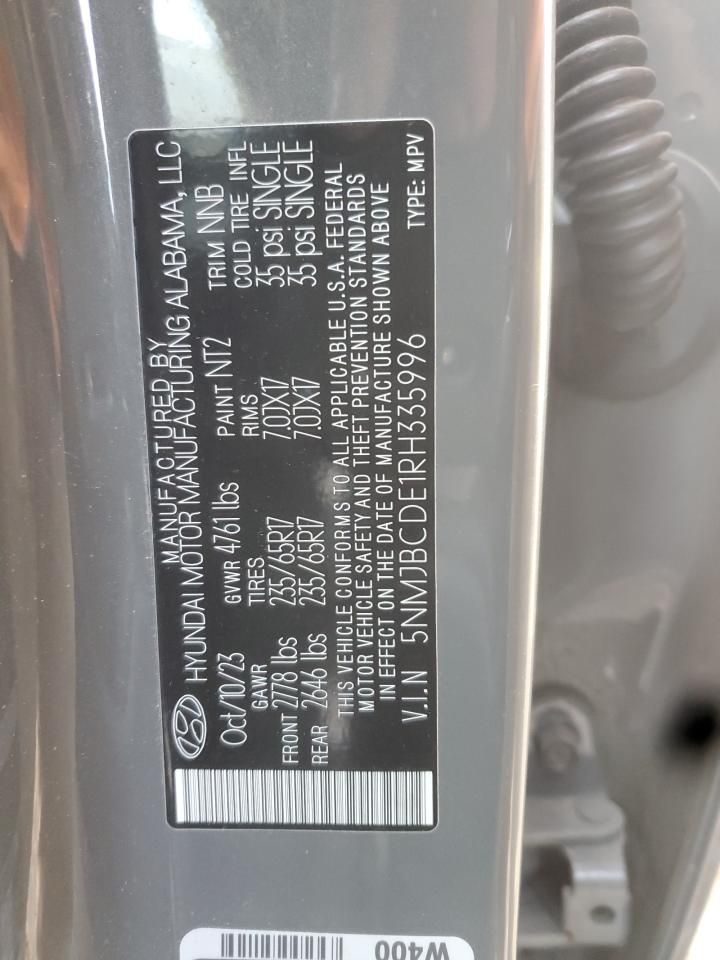 MANUFACTURED BY
HYUNDAI MOTOR MANUFACTURING ALABAMA, LLC
Oct/10/23 GVWR 4761 lbs PAINT NT2 TRIM NNB
GAWR TIRES RIMS COLD TIRE INFL
FRONT 2778 lbs 235/65R17 7.0JX17 35 psi SINGLE
REAR 2646 lbs 235/65R17 7.0JX17 35 psi SINGLE
THIS VEHICLE CONFORMS TO ALL APPLICABLE U.S.A. FEDERAL
MOTOR VEHICLE SAFETY AND THEFT PREVENTION STANDARDS
IN EFFECT ON THE DATE OF MANUFACTURE SHOWN ABOVE
V.I.N 5NMJBCDE1RH335996 TYPE: MPV
W400